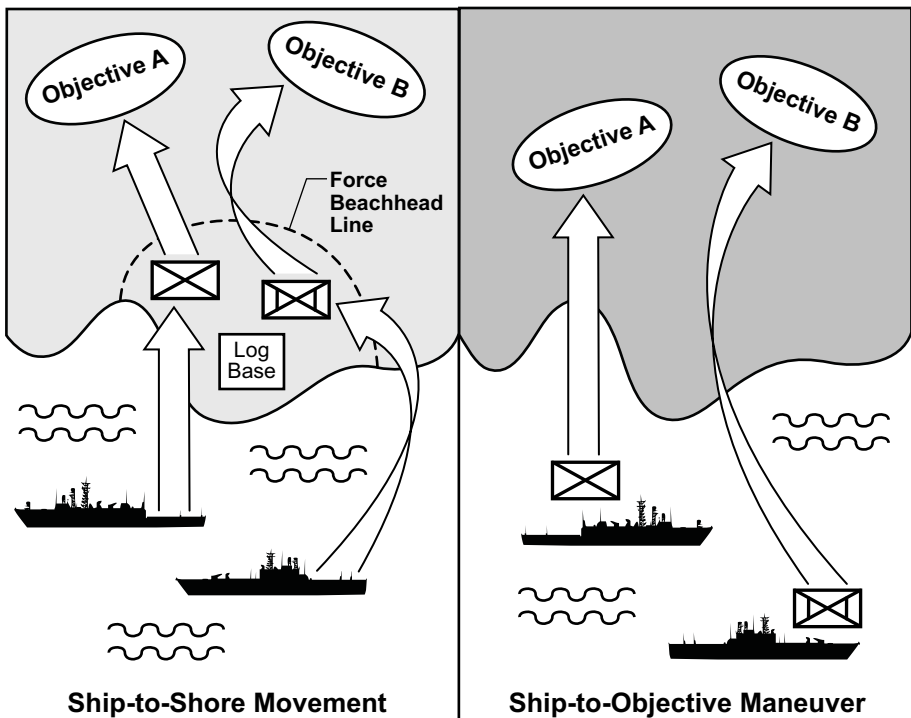 Objective A
Objective B
Force
Beachhead
Line
Log
Base
Ship-to-Shore Movement
Objective A
Objective B
Ship-to-Objective Maneuver